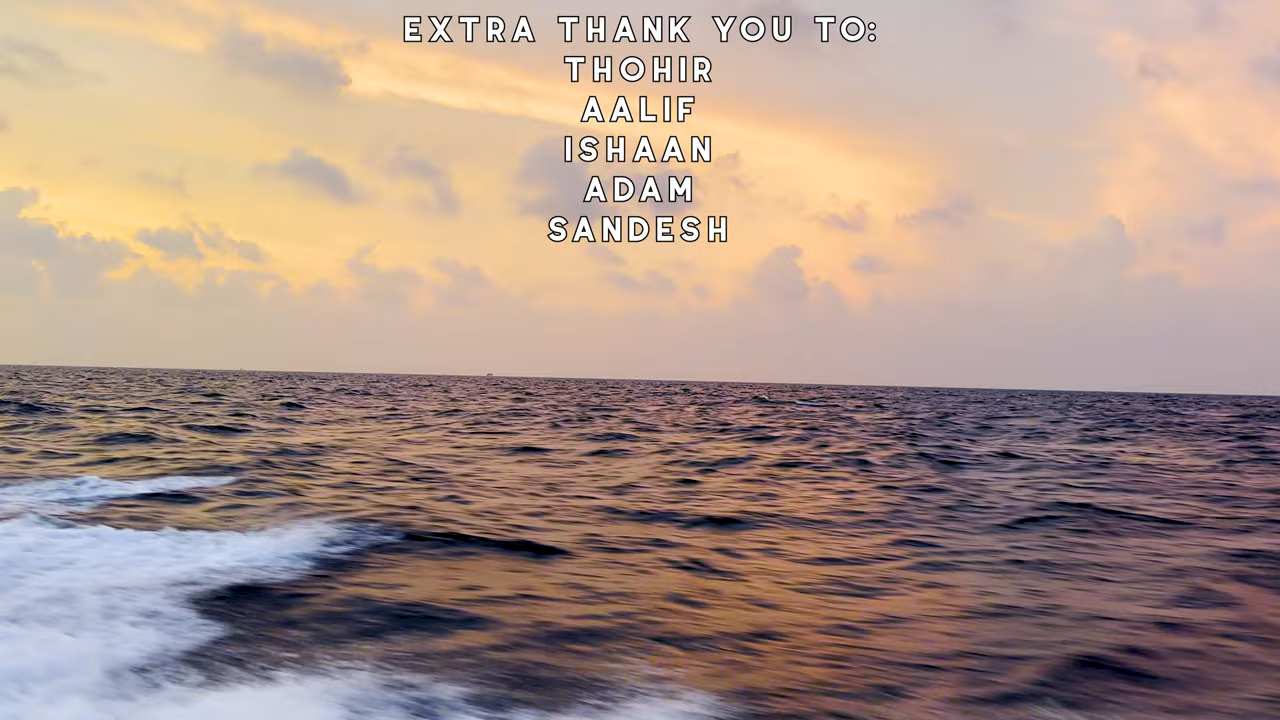 EXTRA THANK YOU TO:
THOHIR
AALIF
ISHAAN
ADAM
SANDESH